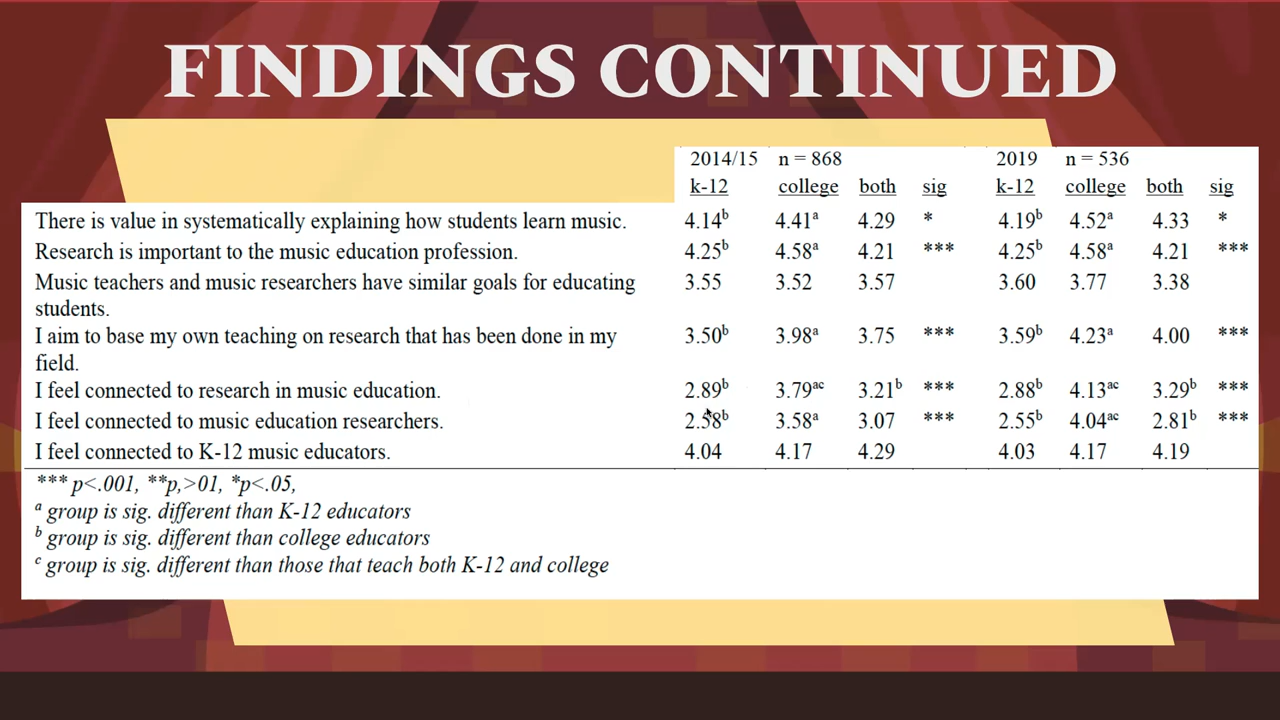 FINDINGS CONTINUED
2014/15 n = 868 2019 n = 536
k-12 college both sig k-12 college both sig
There is value in systematically explaining how students learn music. 4.14ᵇ 4.41ᵃ 4.29 * 4.19ᵇ 4.52ᵃ 4.33 *
Research is important to the music education profession. 4.25ᵇ 4.58ᵃ 4.21 *** 4.25ᵇ 4.58ᵃ 4.21 ***
Music teachers and music researchers have similar goals for educating 3.55 3.52 3.57 3.60 3.77 3.38
students.
I aim to base my own teaching on research that has been done in my 3.50ᵇ 3.98ᵃ 3.75 *** 3.59ᵇ 4.23ᵃ 4.00 ***
field.
I feel connected to research in music education. 2.89ᵇ 3.79ᵃᶜ 3.21ᵇ *** 2.88ᵇ 4.13ᵃᶜ 3.29ᵇ ***
I feel connected to music education researchers. 2.58ᵇ 3.58ᵃ 3.07 *** 2.55ᵇ 4.04ᵃᶜ 2.81ᵇ ***
I feel connected to K-12 music educators. 4.04 4.17 4.29 4.03 4.17 4.19
*** p<.001, **p,>01, *p<.05,
ᵃ group is sig. different than K-12 educators
ᵇ group is sig. different than college educators
ᶜ group is sig. different than those that teach both K-12 and college